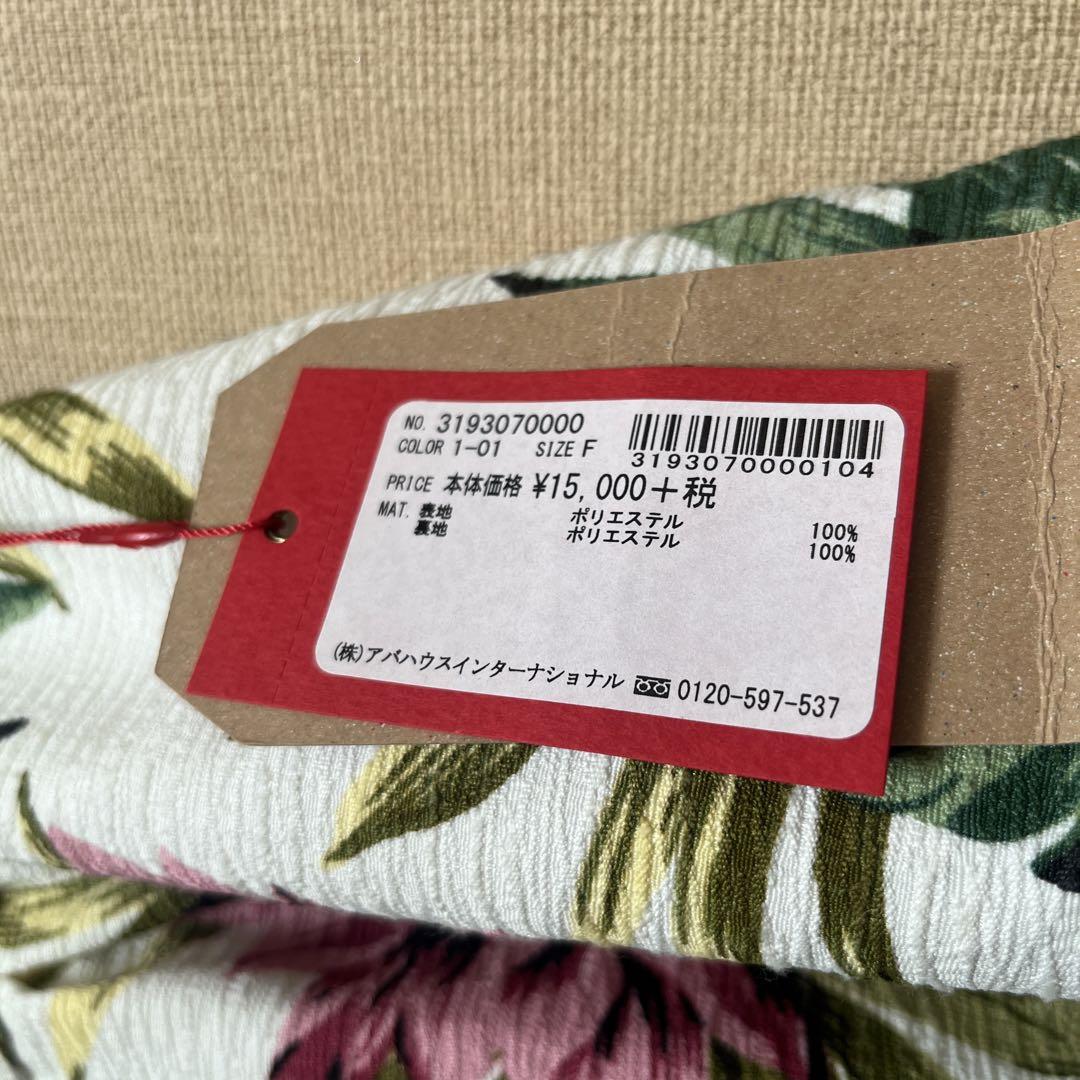 NO. 3193070000
COLOR 1-01 SIZE F
3193070000104
PRICE 本体価格 ¥15,000+税
MAT. 表地 ポリエステル 100%
裏地 ポリエステル 100%
(株)アバハウスインターナショナル 0120-597-537